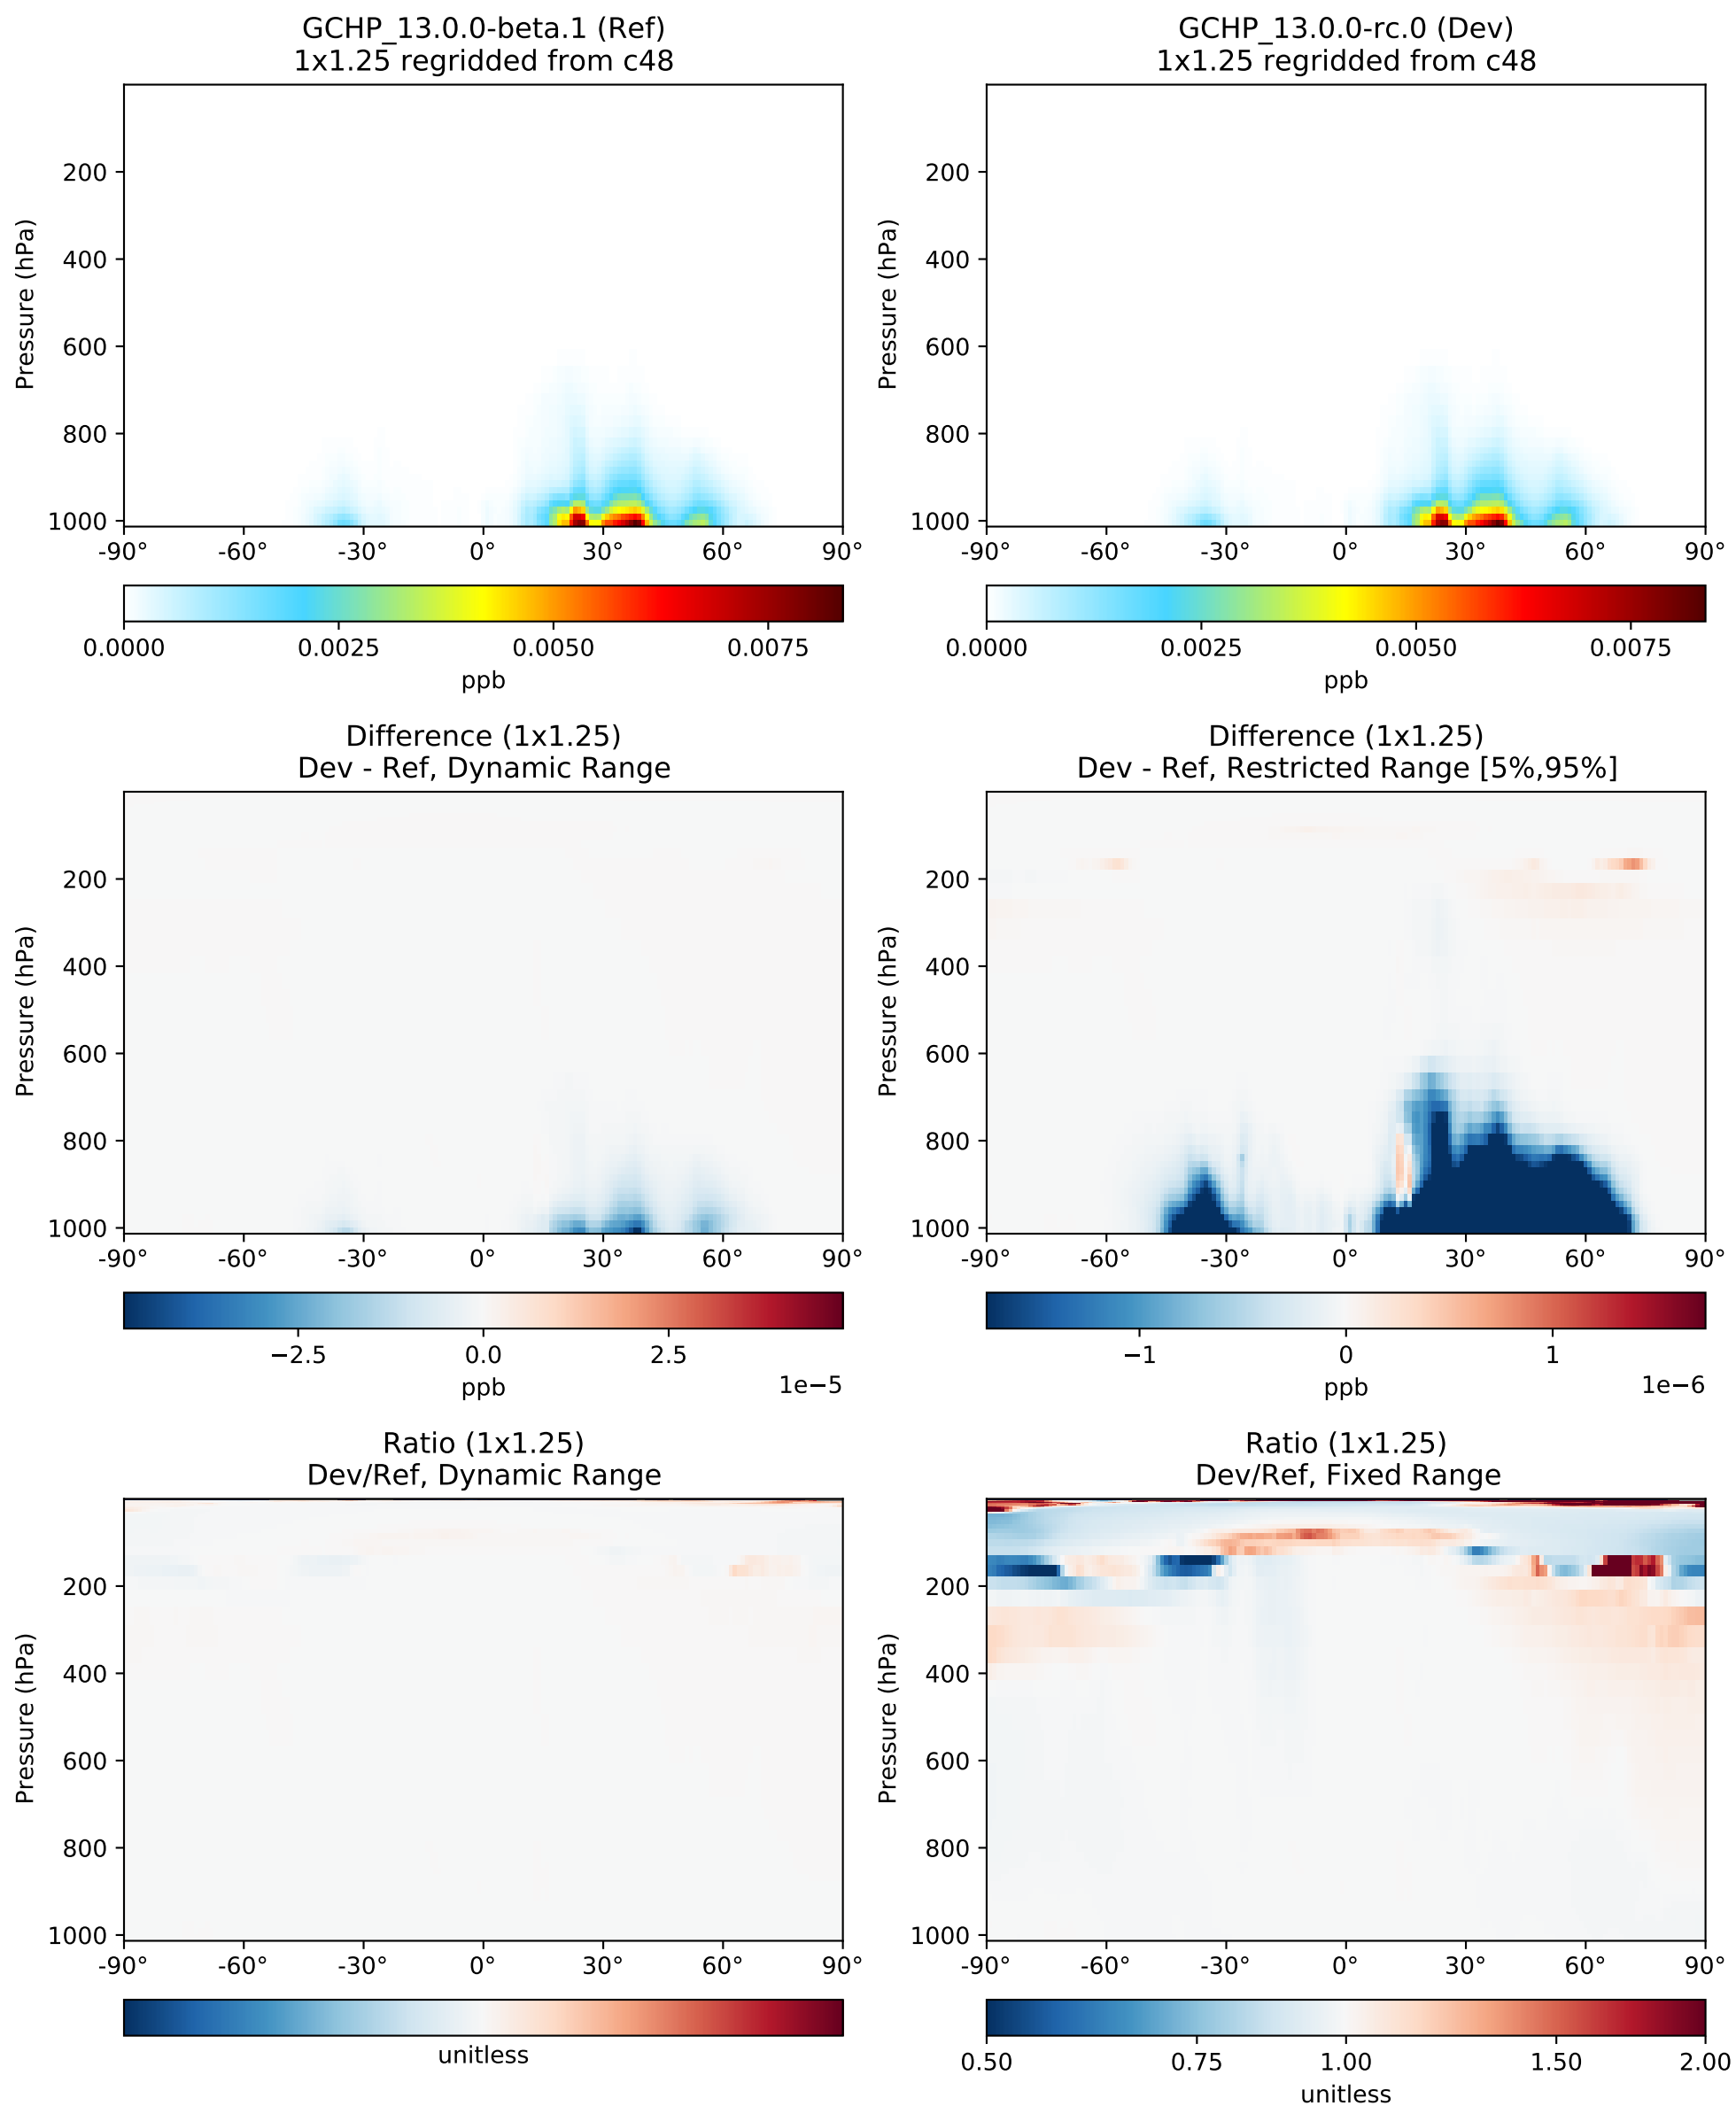 GCHP_13.0.0-beta.1 (Ref)
1x1.25 regridded from c48
Pressure (hPa)
200
400
600
800
1000
-90° -60° -30° 0° 30° 60° 90°
0.0000 0.0025 0.0050 0.0075
ppb
GCHP_13.0.0-rc.0 (Dev)
1x1.25 regridded from c48
Pressure (hPa)
200
400
600
800
1000
-90° -60° -30° 0° 30° 60° 90°
0.0000 0.0025 0.0050 0.0075
ppb
Difference (1x1.25)
Dev - Ref, Dynamic Range
Pressure (hPa)
200
400
600
800
1000
-90° -60° -30° 0° 30° 60° 90°
−2.5 0.0 2.5
ppb
1e−5
Difference (1x1.25)
Dev - Ref, Restricted Range [5%,95%]
Pressure (hPa)
200
400
600
800
1000
-90° -60° -30° 0° 30° 60° 90°
−1 0 1
ppb
1e−6
Ratio (1x1.25)
Dev/Ref, Dynamic Range
Pressure (hPa)
200
400
600
800
1000
-90° -60° -30° 0° 30° 60° 90°
unitless
Ratio (1x1.25)
Dev/Ref, Fixed Range
Pressure (hPa)
200
400
600
800
1000
-90° -60° -30° 0° 30° 60° 90°
0.50 0.75 1.00 1.50 2.00
unitless